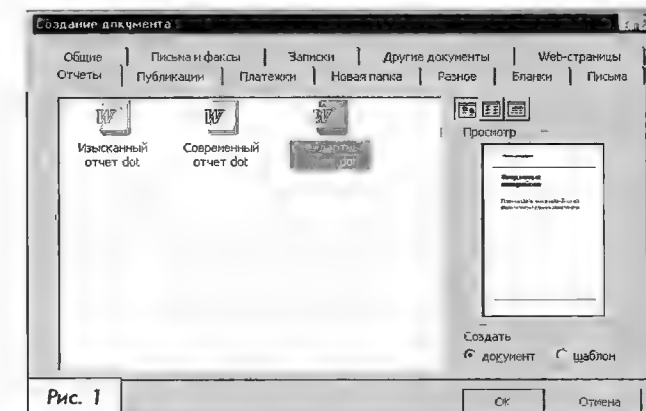 Создание документа
Общие Письма и факсы Записки Другие документы Web-страницы
Отчеты Публикации Платежки Новая папка Разное Бланки Письма
Изысканный отчет dot
Современный отчет dot
Просмотр
Создать
документ шаблон
Рис. 1
ОК Отмена